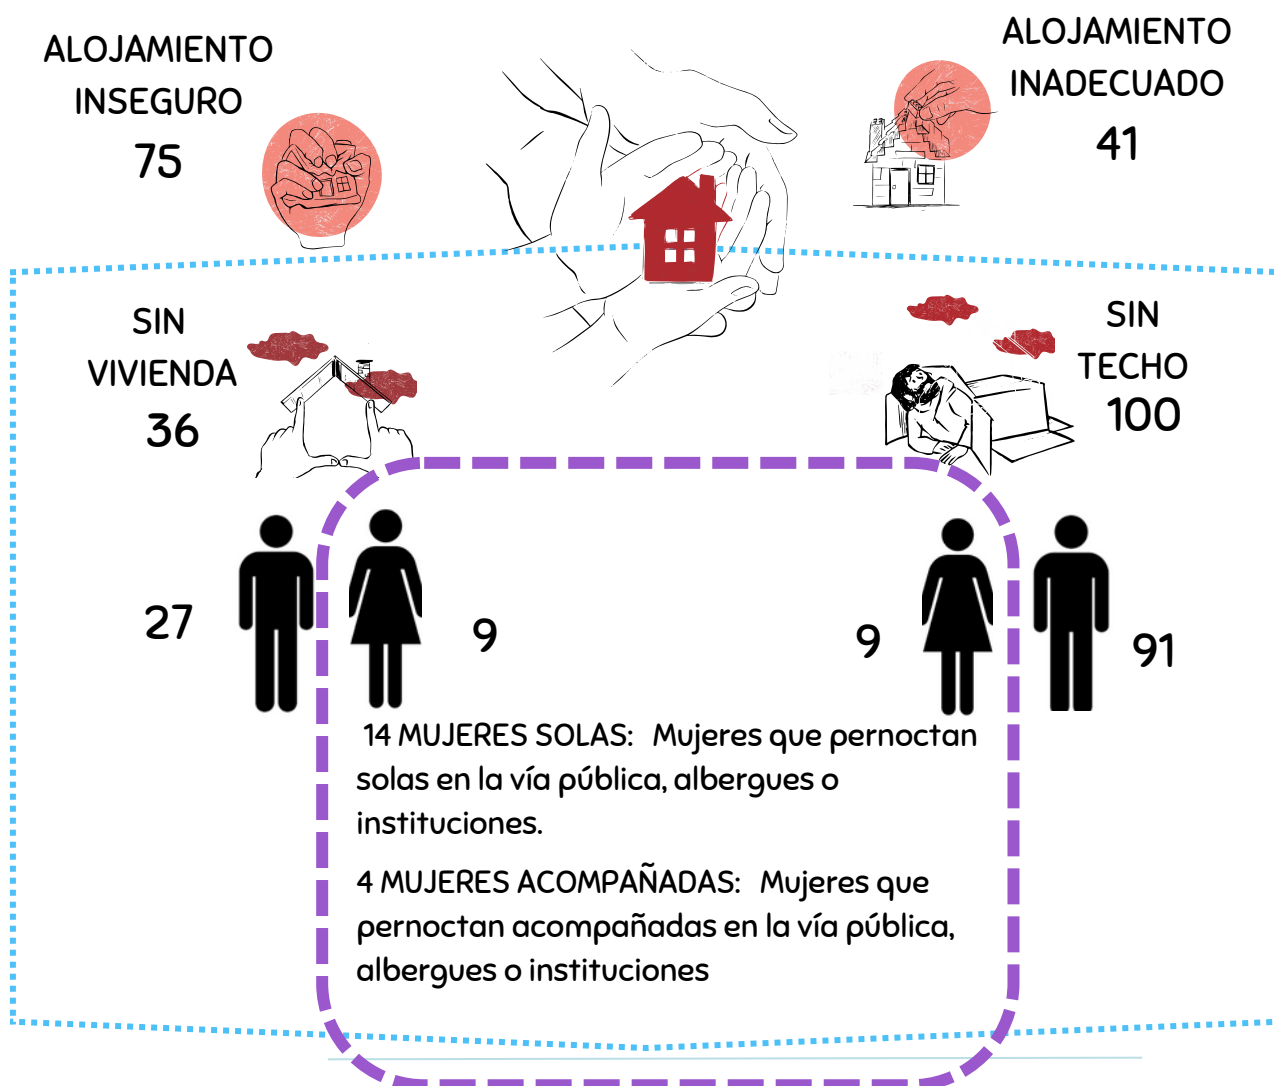 ALOJAMIENTO
INSEGURO
75
ALOJAMIENTO
INADECUADO
41
SIN
VIVIENDA
36
SIN
TECHO
100
27
9
9
91
14 MUJERES SOLAS: Mujeres que pernoctan
solas en la vía pública, albergues o
instituciones.
4 MUJERES ACOMPAÑADAS: Mujeres que
pernoctan acompañadas en la vía pública,
albergues o instituciones